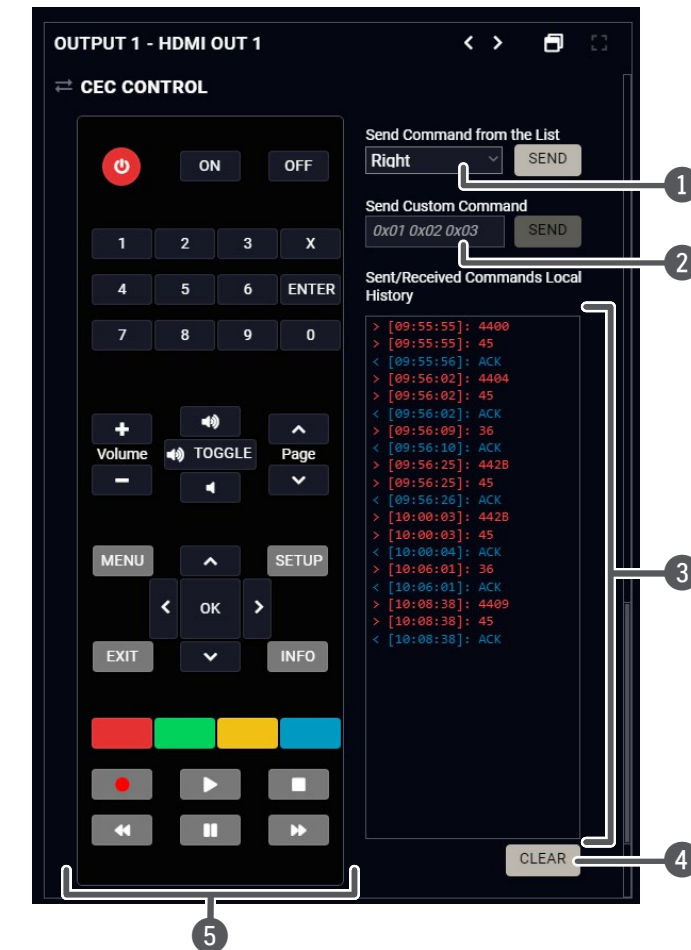 OUTPUT 1 - HDMI OUT 1
CEC CONTROL
ON OFF
1 2 3 X
4 5 6 ENTER
7 8 9 0
Volume TOGGLE Page
MENU SETUP
OK
EXIT INFO
Send Command from the List
Right SEND
1
Send Custom Command
0x01 0x02 0x03 SEND
2
Sent/Received Commands Local
History
> [09:55:55]: 4400
> [09:55:55]: 45
< [09:55:56]: ACK
> [09:56:02]: 4404
> [09:56:02]: 45
< [09:56:02]: ACK
> [09:56:09]: 36
< [09:56:10]: ACK
> [09:56:25]: 442B
> [09:56:25]: 45
< [09:56:26]: ACK
> [10:00:03]: 442B
> [10:00:03]: 45
< [10:00:04]: ACK
> [10:06:01]: 36
< [10:06:01]: ACK
> [10:08:38]: 4409
> [10:08:38]: 45
< [10:08:38]: ACK
3
CLEAR
4
5